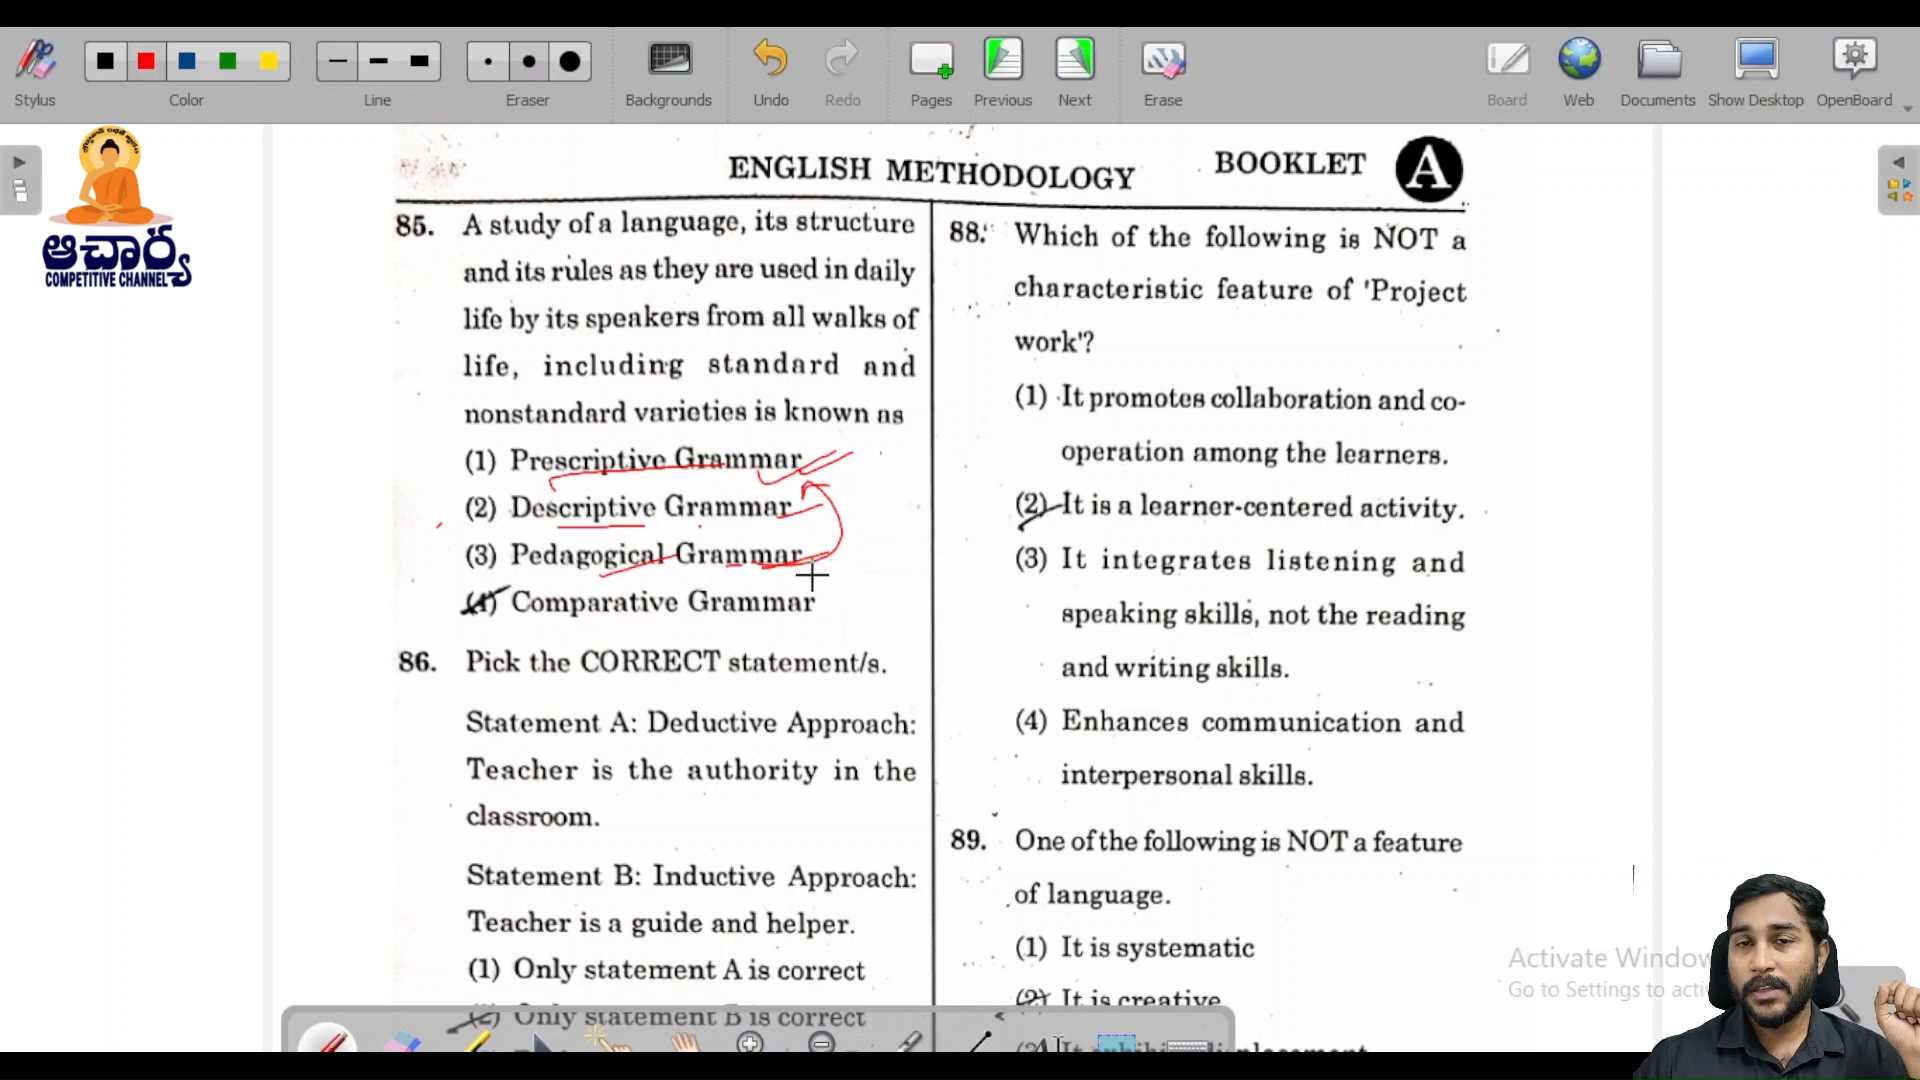 Stylus
Color
Line
Eraser
Backgrounds
Undo
Redo
Pages
Previous
Next
Erase
Board
Web
Documents
Show Desktop
OpenBoard
ఆచార్య
COMPETITIVE CHANNEL
ENGLISH METHODOLOGY
BOOKLET A
85. A study of a language, its structure
and its rules as they are used in daily
life by its speakers from all walks of
life, including standard and
nonstandard varieties is known as
(1) Prescriptive Grammar
(2) Descriptive Grammar
(3) Pedagogical Grammar
(4) Comparative Grammar
86. Pick the CORRECT statement/s.
Statement A: Deductive Approach:
Teacher is the authority in the
classroom.
Statement B: Inductive Approach:
Teacher is a guide and helper.
(1) Only statement A is correct
(2) Only statement B is correct
88. Which of the following is NOT a
characteristic feature of 'Project
work'?
(1) It promotes collaboration and co-
operation among the learners.
(2) It is a learner-centered activity.
(3) It integrates listening and
speaking skills, not the reading
and writing skills.
(4) Enhances communication and
interpersonal skills.
89. One of the following is NOT a feature
of language.
(1) It is systematic
(2) It is creative
Activate Window
Go to Settings to acti